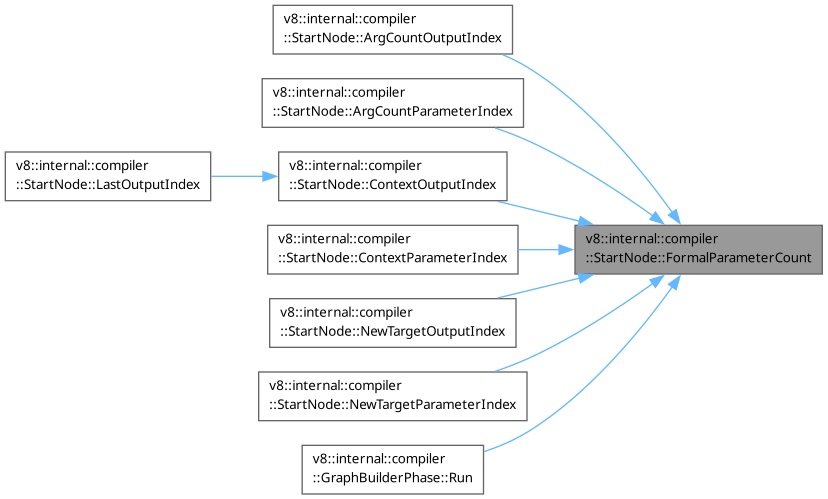 v8::internal::compiler
::StartNode::ArgCountOutputIndex
v8::internal::compiler
::StartNode::ArgCountParameterIndex
v8::internal::compiler
::StartNode::LastOutputIndex
v8::internal::compiler
::StartNode::ContextOutputIndex
v8::internal::compiler
::StartNode::ContextParameterIndex
v8::internal::compiler
::StartNode::FormalParameterCount
v8::internal::compiler
::StartNode::NewTargetOutputIndex
v8::internal::compiler
::StartNode::NewTargetParameterIndex
v8::internal::compiler
::GraphBuilderPhase::Run